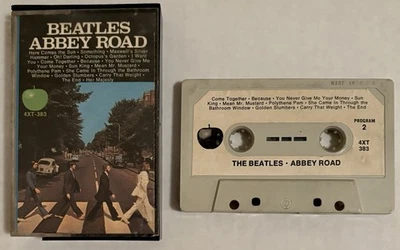 BEATLES
ABBEY ROAD
Here Comes the Sun • Something • Maxwell's Silver
Hammer • Oh! Darling • Octopus's Garden • I Want
You • Come Together • Because • You Never Give Me
Your Money • Sun King • Mean Mr. Mustard •
Polythene Pam • She Came In Through the Bathroom
Window • Golden Slumbers • Carry That Weight •
The End • Her Majesty
4XT-383
Come Together • Because • You Never Give Me Your Money • Sun
King • Mean Mr. Mustard • Polythene Pam • She Came In Through the
Bathroom Window • Golden Slumbers • Carry That Weight • The End
PROGRAM
2
4XT
383
THE BEATLES • ABBEY ROAD